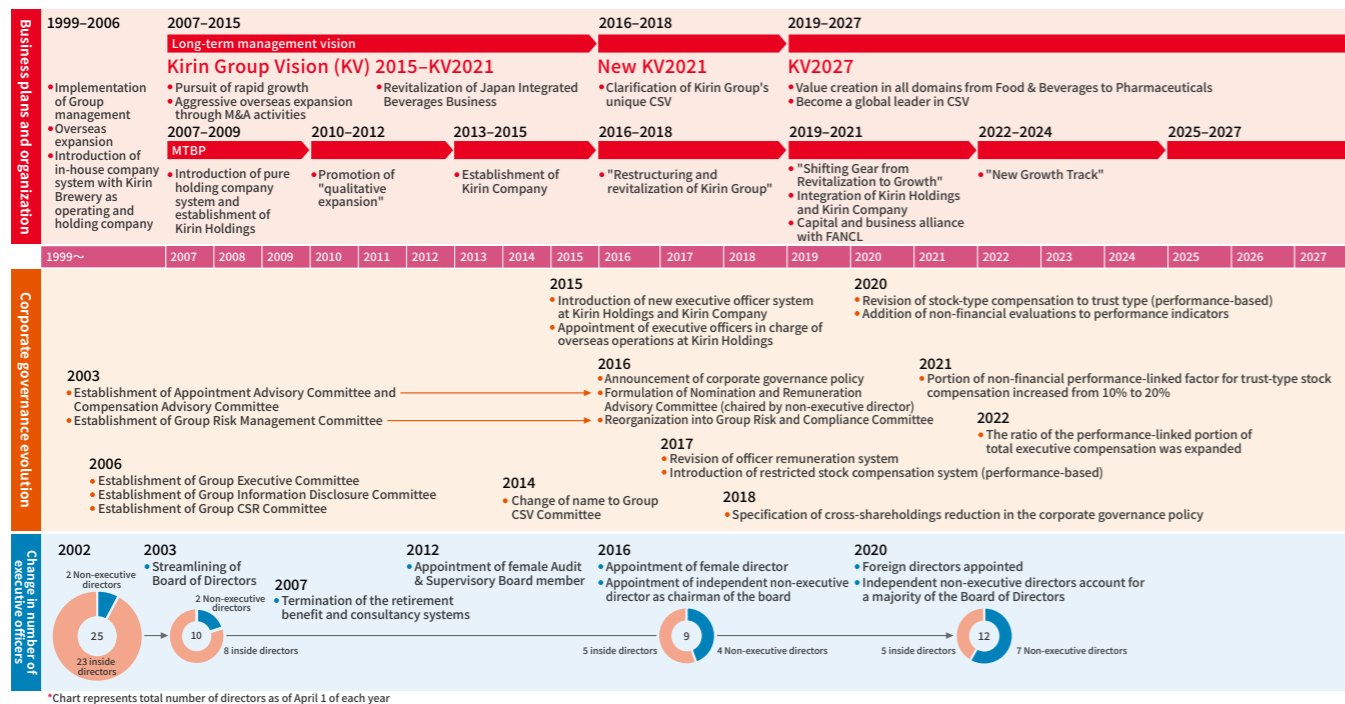 Business plans and organization
1999–2006
2007–2015
2016–2018
2019–2027
Long-term management vision
Kirin Group Vision (KV) 2015–KV2021
New KV2021
KV2027
• Implementation
of Group
management
• Overseas
expansion
• Introduction of
in-house company
system with Kirin
Brewery as
operating and
holding company
• Pursuit of rapid growth
• Aggressive overseas expansion
through M&A activities
• Revitalization of Japan Integrated
Beverages Business
• Clarification of Kirin Group's
unique CSV
• Value creation in all domains from Food & Beverages to Pharmaceuticals
• Become a global leader in CSV
2007–2009
2010–2012
2013–2015
2016–2018
2019–2021
2022–2024
2025–2027
MTBP
• Introduction of pure
holding company
system and
establishment of
Kirin Holdings
• Promotion of
"qualitative
expansion"
• Establishment of
Kirin Company
• "Restructuring and
revitalization of Kirin Group"
• "Shifting Gear from
Revitalization to Growth"
• Integration of Kirin Holdings
and Kirin Company
• Capital and business alliance
with FANCL
• "New Growth Track"
1999～
2007
2008
2009
2010
2011
2012
2013
2014
2015
2016
2017
2018
2019
2020
2021
2022
2023
2024
2025
2026
2027
Corporate governance evolution
2003
• Establishment of Appointment Advisory Committee and
Compensation Advisory Committee
• Establishment of Group Risk Management Committee
2006
• Establishment of Group Executive Committee
• Establishment of Group Information Disclosure Committee
• Establishment of Group CSR Committee
2014
• Change of name to Group
CSV Committee
2015
• Introduction of new executive officer system
at Kirin Holdings and Kirin Company
• Appointment of executive officers in charge of
overseas operations at Kirin Holdings
2016
• Announcement of corporate governance policy
• Formulation of Nomination and Remuneration
Advisory Committee (chaired by non-executive director)
• Reorganization into Group Risk and Compliance Committee
2017
• Revision of officer remuneration system
• Introduction of restricted stock compensation system (performance-based)
2018
• Specification of cross-shareholdings reduction in the corporate governance policy
2020
• Revision of stock-type compensation to trust type (performance-based)
• Addition of non-financial evaluations to performance indicators
2021
• Portion of non-financial performance-linked factor for trust-type stock
compensation increased from 10% to 20%
2022
• The ratio of the performance-linked portion of
total executive compensation was expanded
Change in number of
executive officers
2002
2 Non-executive
directors
25
23 inside
directors
2003
• Streamlining of
Board of Directors
2 Non-executive
directors
10
8 inside directors
2007
• Termination of the retirement
benefit and consultancy systems
2012
• Appointment of female Audit
& Supervisory Board member
2016
• Appointment of female director
• Appointment of independent non-executive
director as chairman of the board
5 inside directors
9
4 Non-executive directors
2020
• Foreign directors appointed
• Independent non-executive directors account for
a majority of the Board of Directors
5 inside directors
12
7 Non-executive directors
*Chart represents total number of directors as of April 1 of each year